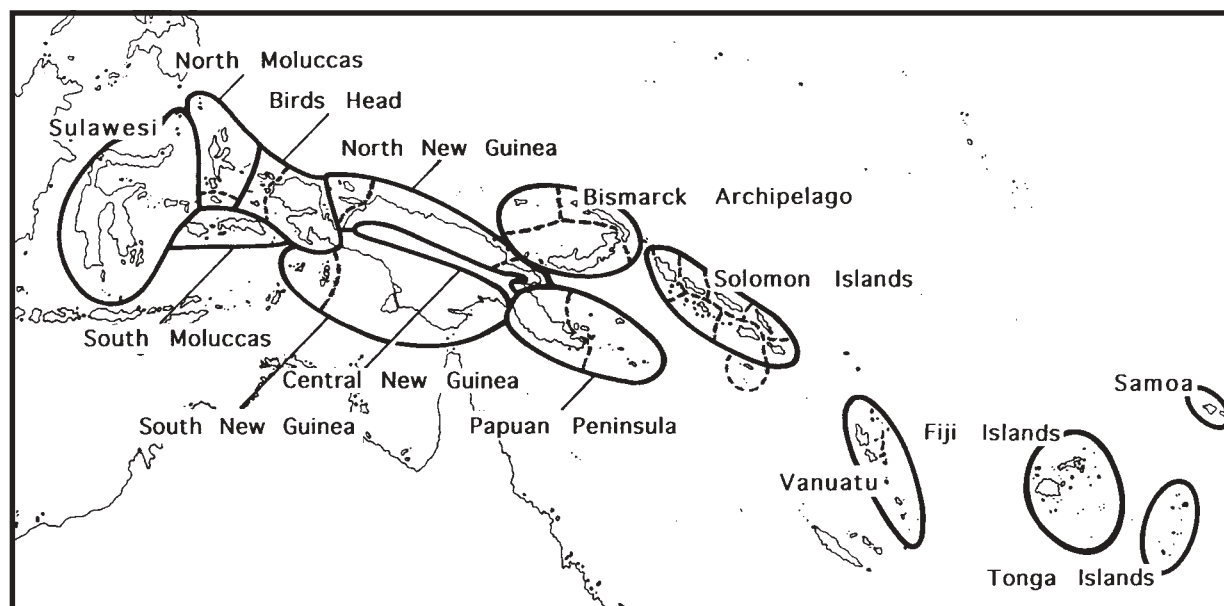 North Moluccas
Birds Head
Sulawesi
North New Guinea
Bismarck Archipelago
Solomon Islands
South Moluccas
Central New Guinea
South New Guinea
Papuan Peninsula
Samoa
Fiji Islands
Vanuatu
Tonga Islands